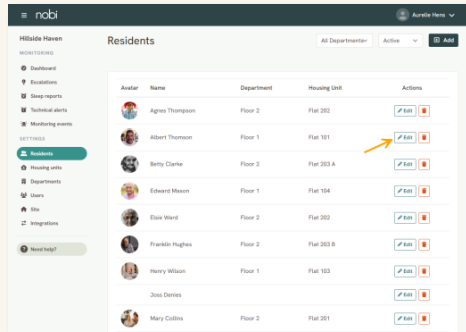 nobi
Aurelie Hens
Hillside Haven
Residents
All Departments
Active
Add
MONITORING
Dashboard
Escalations
Sleep reports
Technical alerts
Monitoring events
SETTINGS
Residents
Housing units
Departments
Users
Site
Integrations
Need help?
Avatar Name Department Housing Unit Actions
Agnes Thompson Floor 2 Flat 202 Edit
Albert Thomson Floor 1 Flat 101 Edit
Betty Clarke Floor 2 Flat 203 A Edit
Edward Mason Floor 1 Flat 104 Edit
Elsie Ward Floor 2 Flat 202 Edit
Franklin Hughes Floor 2 Flat 203 B Edit
Henry Wilson Floor 1 Flat 103 Edit
Joss Denies Edit
Mary Collins Floor 2 Flat 201 Edit